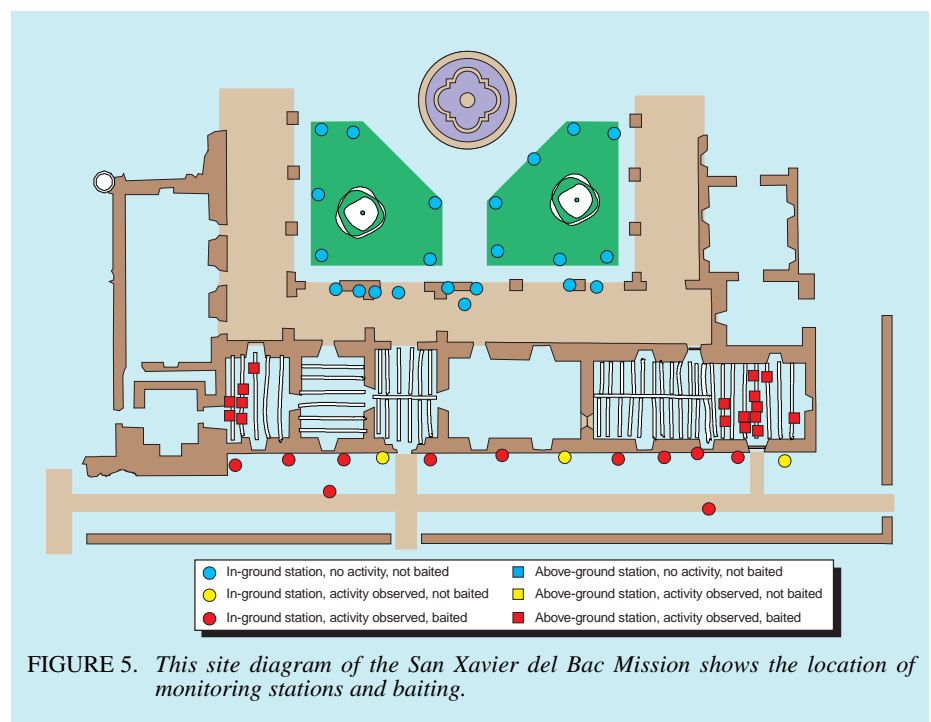 In-ground station, no activity, not baited
Above-ground station, no activity, not baited
In-ground station, activity observed, not baited
Above-ground station, activity observed, not baited
In-ground station, activity observed, baited
Above-ground station, activity observed, baited
FIGURE 5. This site diagram of the San Xavier del Bac Mission shows the location of
monitoring stations and baiting.